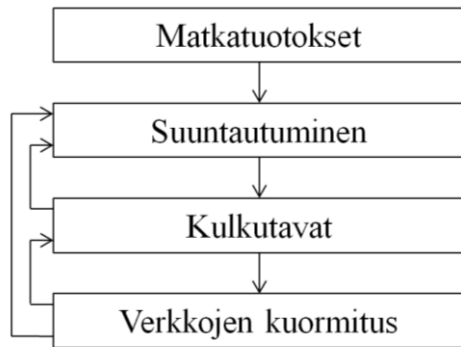 Matkatuotokset
Suuntautuminen
Kulkutavat
Verkkojen kuormitus